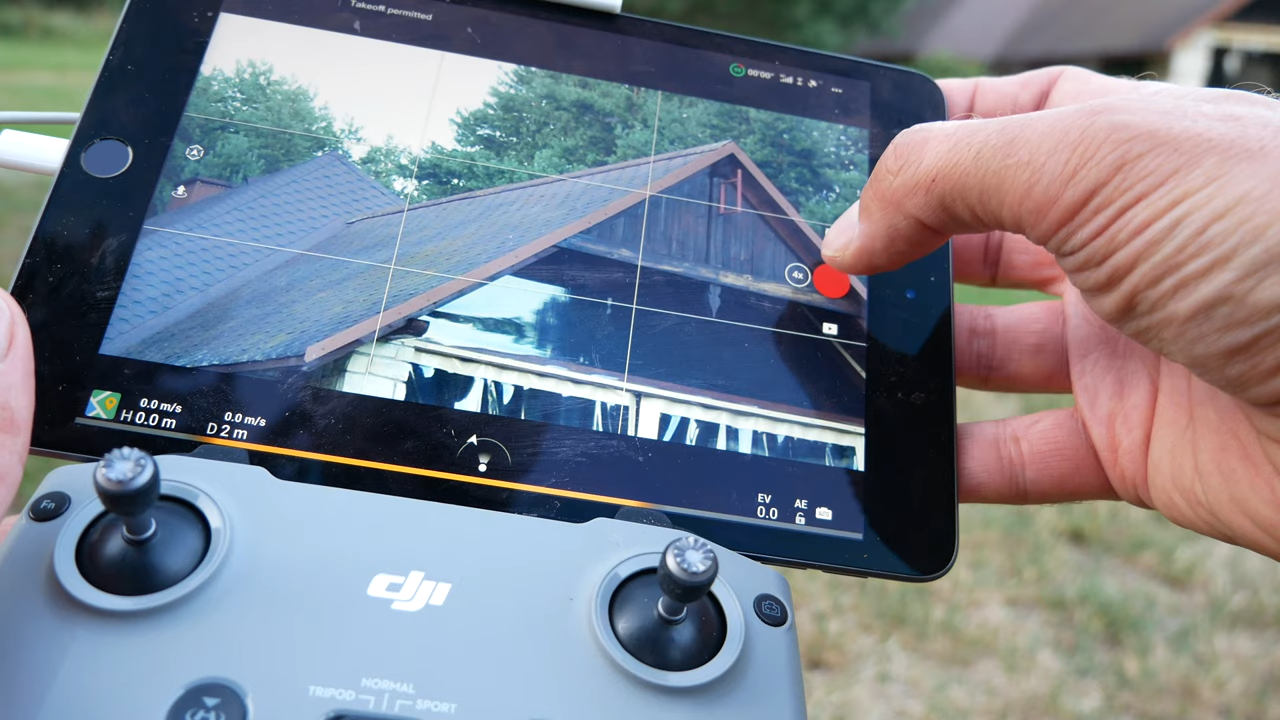 Takeoff permitted
00'00"
4x
0.0 m/s
H 0.0 m
0.0 m/s
D 2 m
EV
0.0
AE
AUTO
Fn
dji
NORMAL
TRIPOD
SPORT